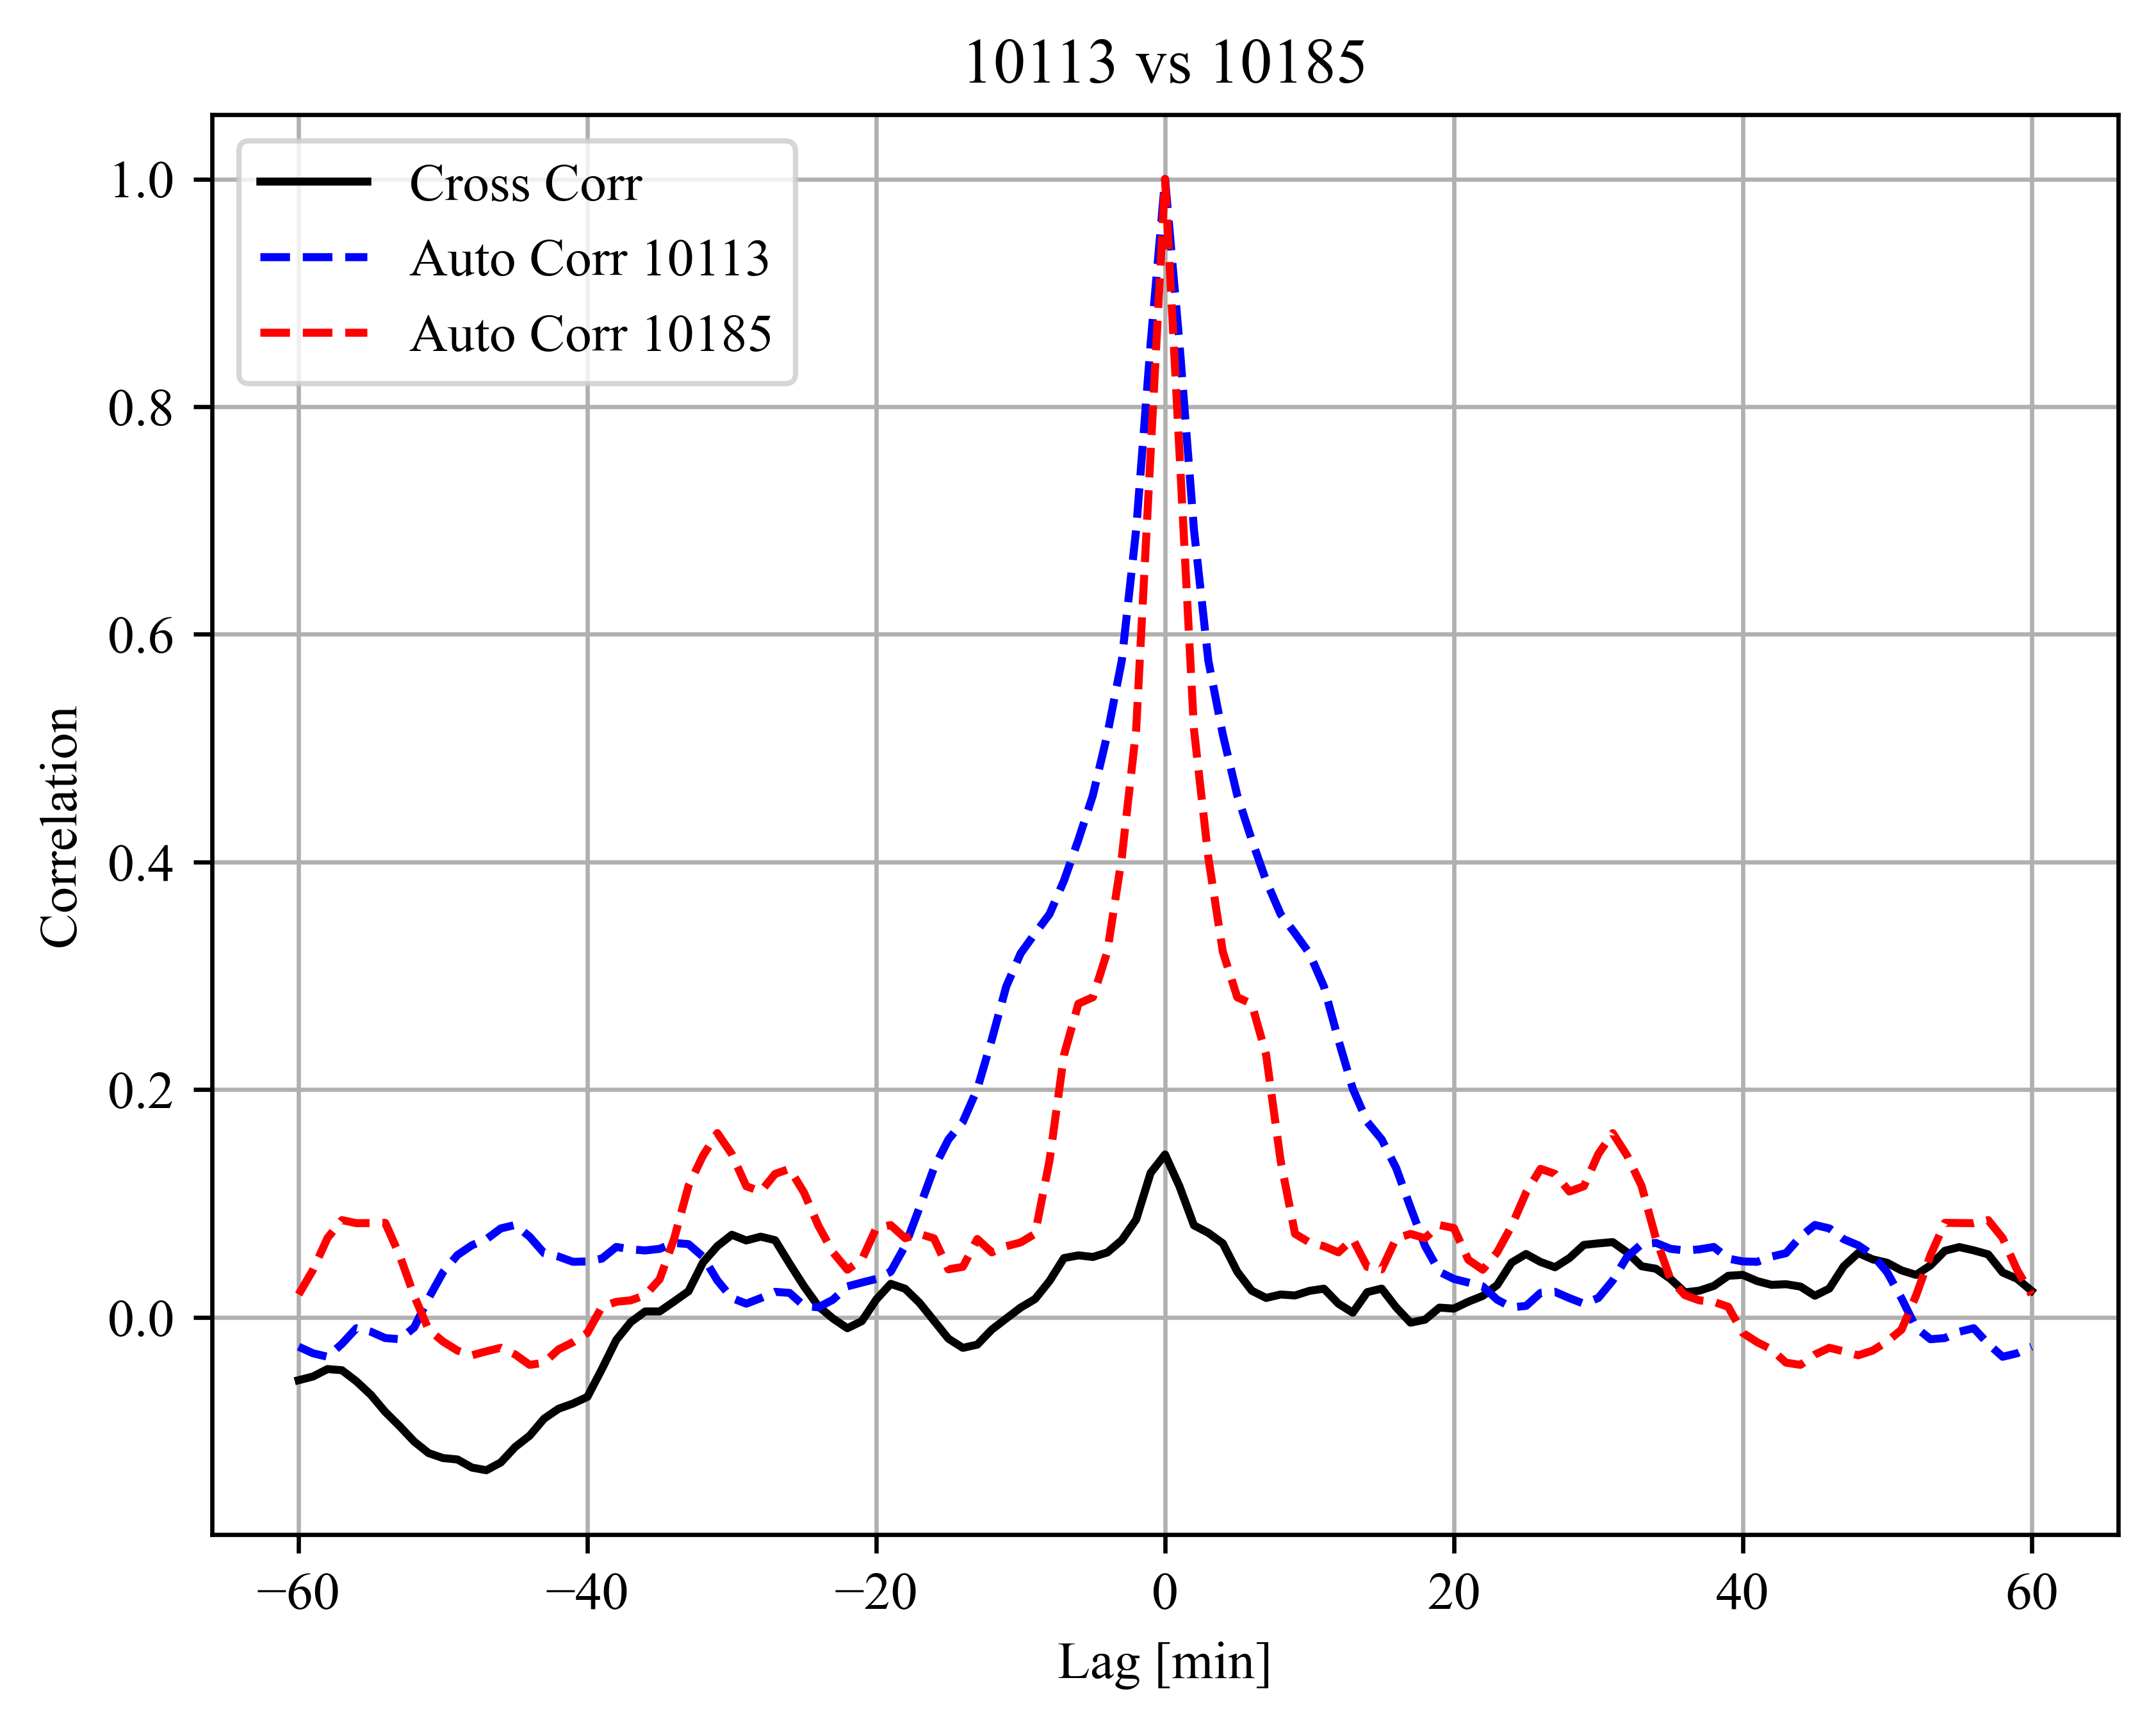 10113 vs 10185
Cross Corr
Auto Corr 10113
Auto Corr 10185
1.0
0.8
0.6
0.4
0.2
0.0
Correlation
−60 −40 −20 0 20 40 60
Lag [min]